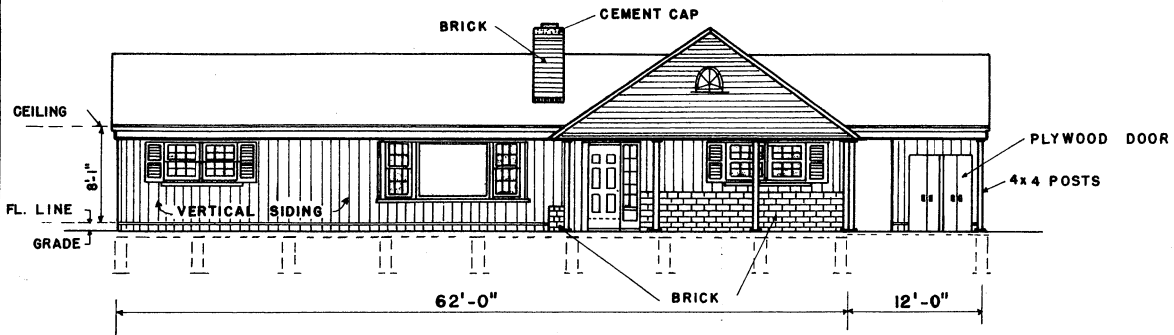 CEMENT CAP
BRICK
CEILING
8'-1"
PLYWOOD DOOR
4x4 POSTS
FL. LINE
VERTICAL SIDING
GRADE
BRICK
62'-0"
12'-0"